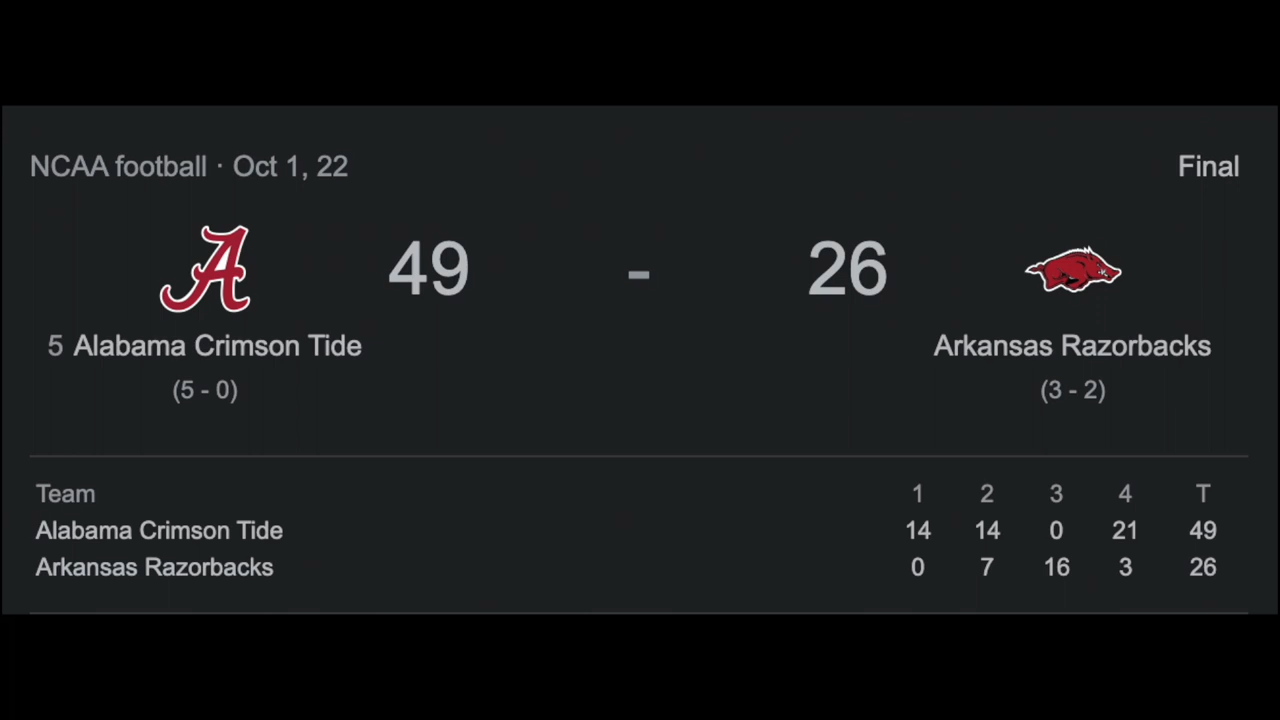 NCAA football · Oct 1, 22 Final
A 49 - 26
5 Alabama Crimson Tide Arkansas Razorbacks
(5 - 0) (3 - 2)
Team 1 2 3 4 T
Alabama Crimson Tide 14 14 0 21 49
Arkansas Razorbacks 0 7 16 3 26